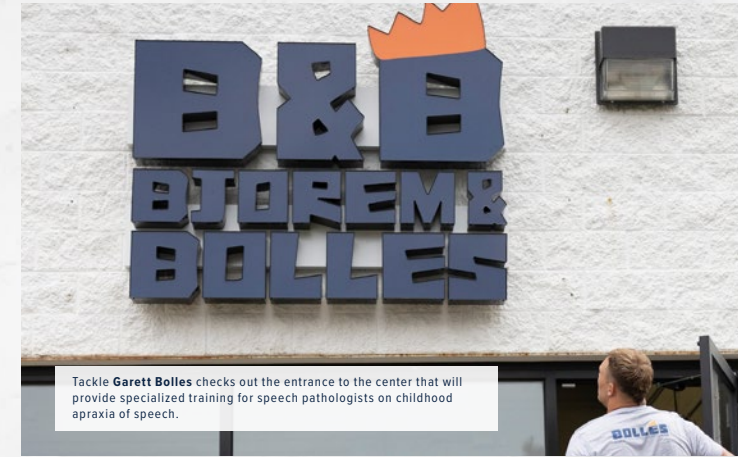 B&B
BJOREM &
BOLLES
Tackle Garett Bolles checks out the entrance to the center that will
provide specialized training for speech pathologists on childhood
apraxia of speech.
BOLLES